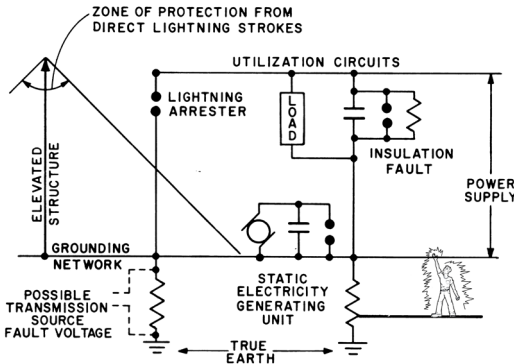 ZONE OF PROTECTION FROM
DIRECT LIGHTNING STROKES
UTILIZATION CIRCUITS
LIGHTNING
ARRESTER
LOAD
INSULATION
FAULT
POWER
SUPPLY
ELEVATED
STRUCTURE
GROUNDING
NETWORK
POSSIBLE
TRANSMISSION
SOURCE
FAULT VOLTAGE
STATIC
ELECTRICITY
GENERATING
UNIT
TRUE
EARTH